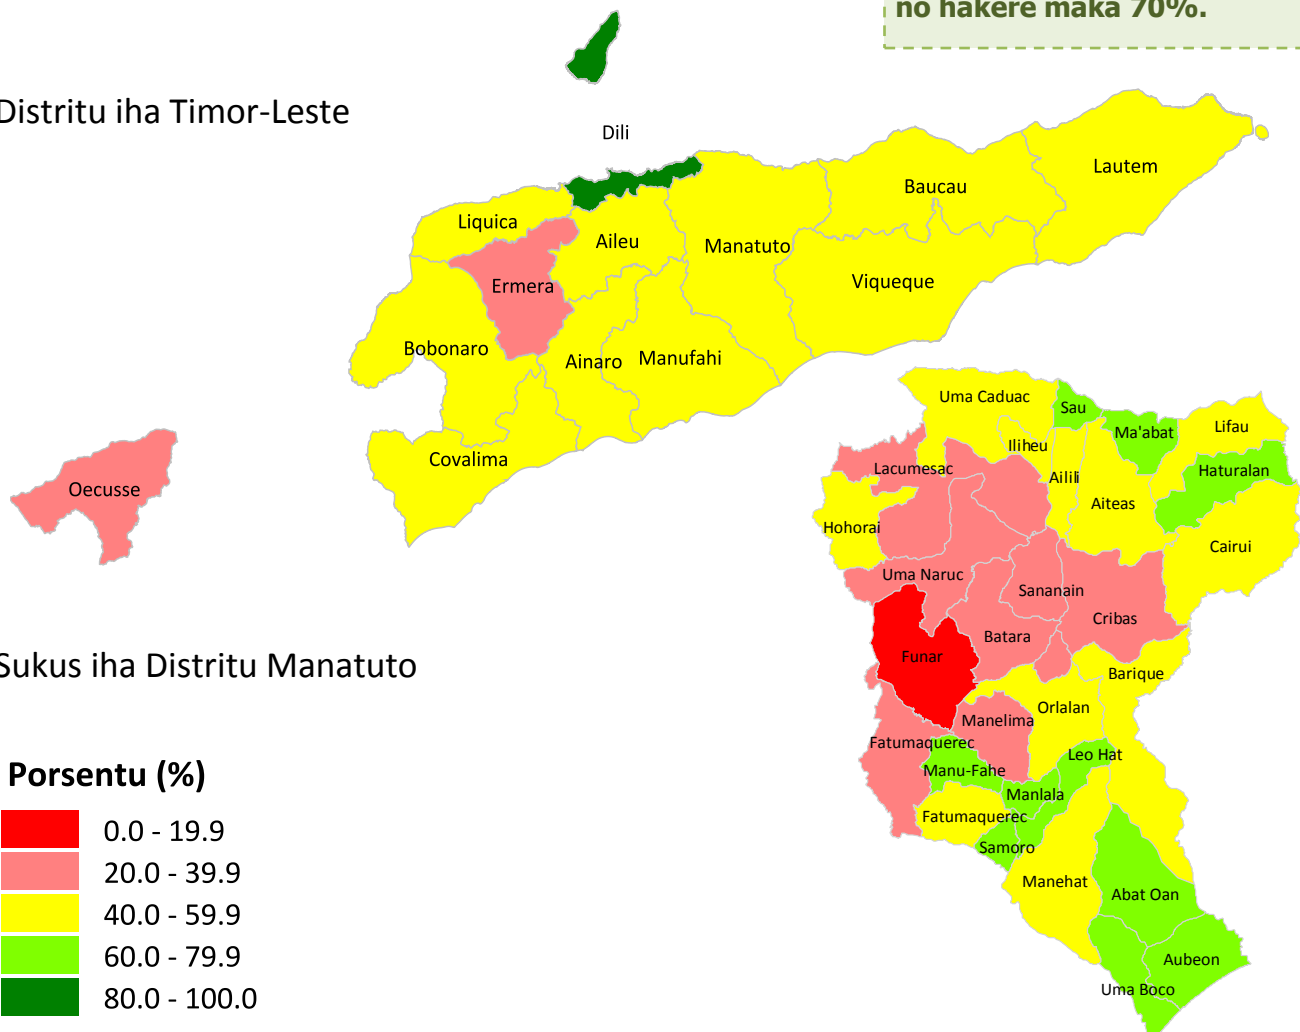 no hakere maka 70%.
Distritu iha Timor-Leste
Dili
Lautem
Baucau
Liquica
Aileu
Manatuto
Viqueque
Ermera
Bobonaro
Ainaro
Manufahi
Covalima
Oecusse
Uma Caduac
Sau
Ma'abat
Lifau
Iliheu
Lacumesac
Haturalan
Ailili
Aiteas
Hohorai
Cairui
Uma Naruc
Sananain
Cribas
Batara
Funar
Barique
Orlalan
Manelima
Fatumaquerec
Leo Hat
Manu-Fahe
Manlala
Fatumaquerec
Samoro
Manehat
Abat Oan
Aubeon
Uma Boco
Sukus iha Distritu Manatuto
Porsentu (%)
0.0 - 19.9
20.0 - 39.9
40.0 - 59.9
60.0 - 79.9
80.0 - 100.0